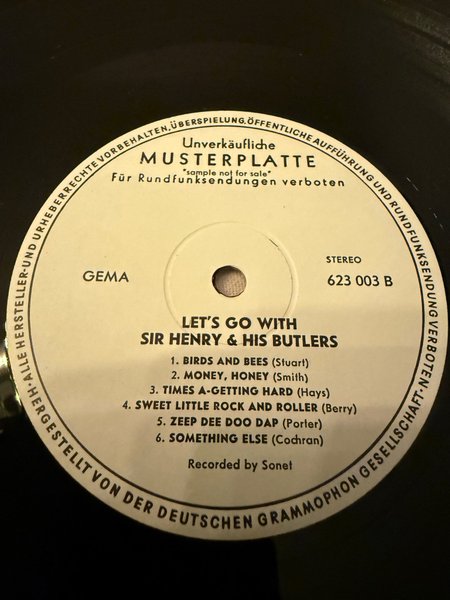 ·ALLE HERSTELLER-UND URHEBERRECHTE VORBEHALTEN, ÜBERSPIELUNG, ÖFFENTLICHE AUFFÜHRUNG UND RUNDFUNKSENDUNG VERBOTEN·
Unverkäufliche
MUSTERPLATTE
"sample not for sale"
Für Rundfunksendungen verboten
GEMA
STEREO
623 003 B
LET'S GO WITH
SIR HENRY & HIS BUTLERS
1. BIRDS AND BEES (Stuart)
2. MONEY, HONEY (Smith)
3. TIMES A-GETTING HARD (Hays)
4. SWEET LITTLE ROCK AND ROLLER (Berry)
5. ZEEP DEE DOO DAP (Porter)
6. SOMETHING ELSE (Cochran)
Recorded by Sonet
HERGESTELLT VON DER DEUTSCHEN GRAMMOPHON GESELLSCHAFT·